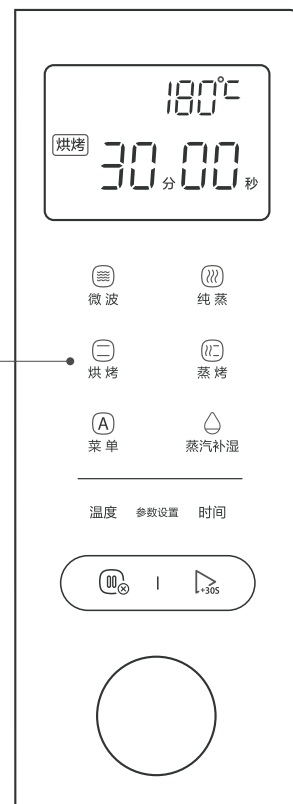 180℃
烘烤 30分00秒
微波 纯蒸
烘烤 蒸烤
A
菜单 蒸汽补湿
温度 参数设置 时间
+30S